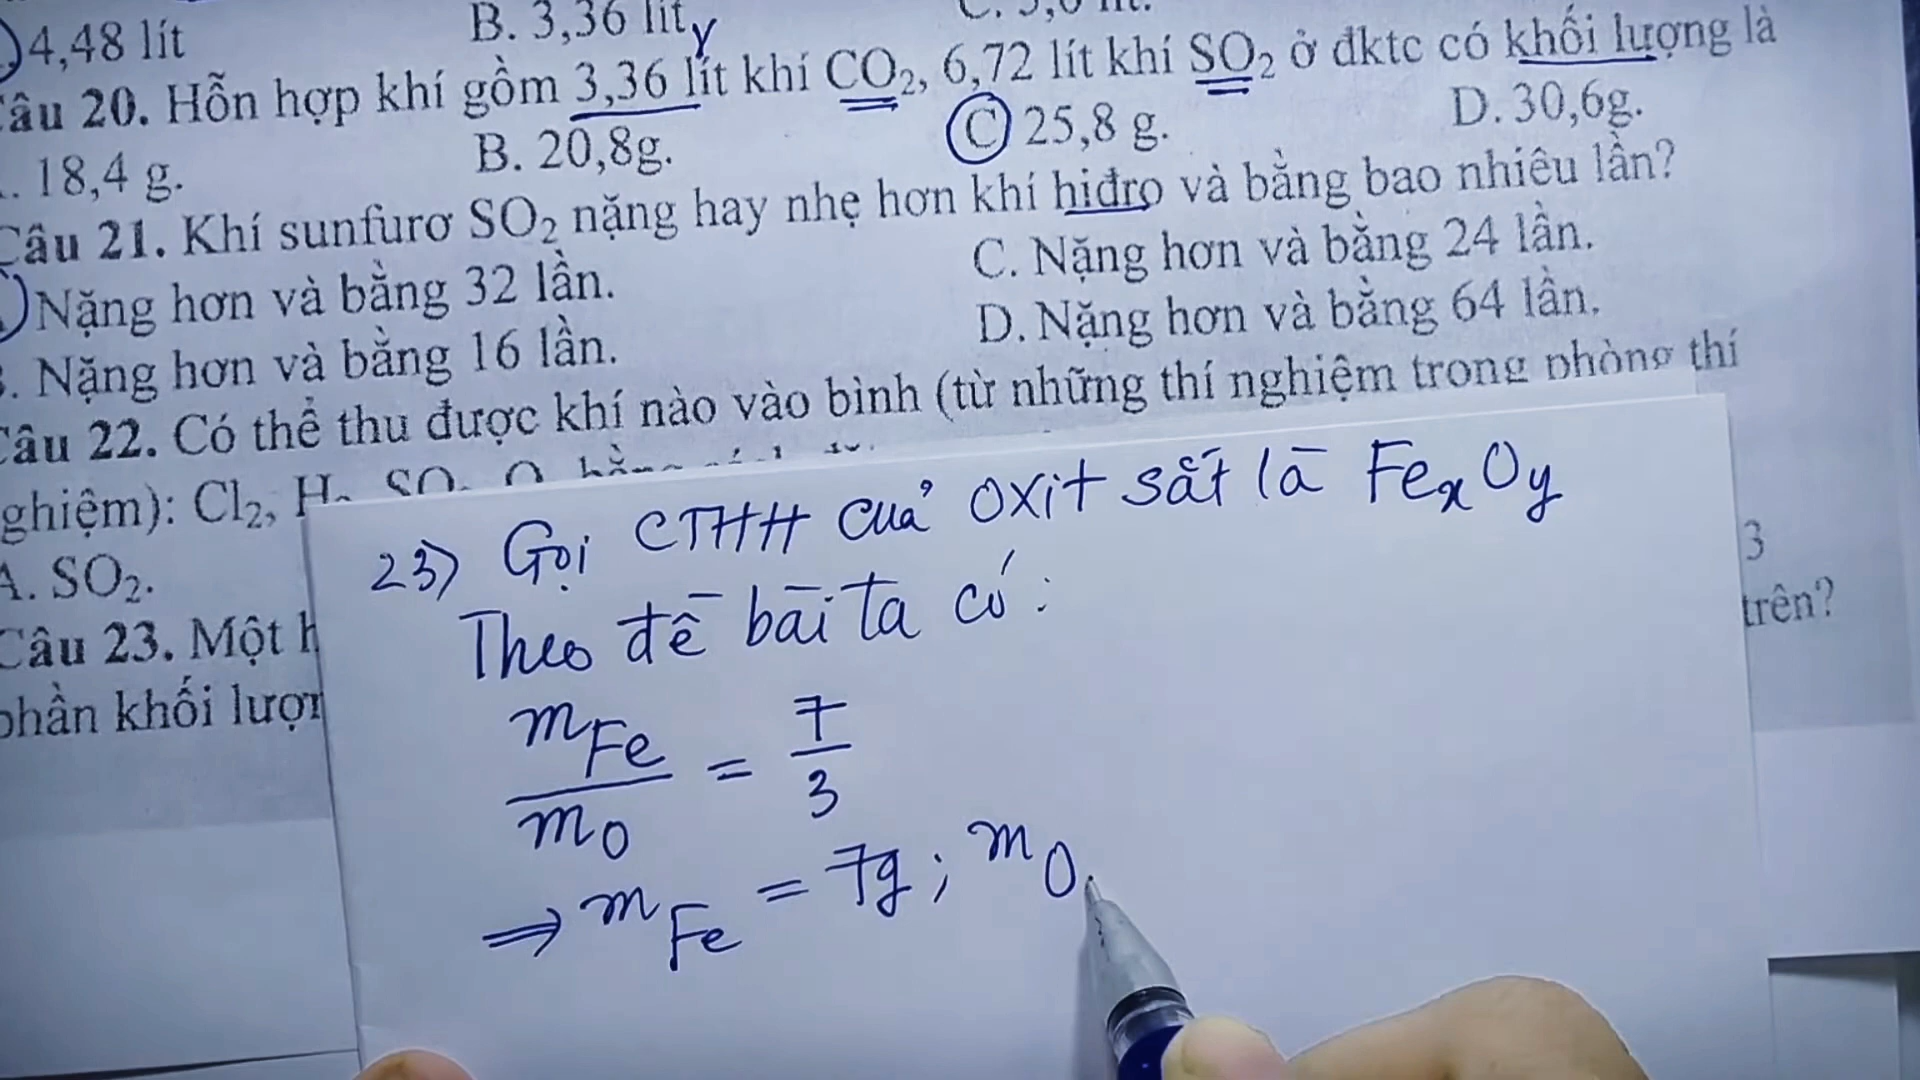 4,48 lít B. 3,36 lít
Câu 20. Hỗn hợp khí gồm 3,36 lít khí CO₂, 6,72 lít khí SO₂ ở đktc có khối lượng là
. 18,4 g. B. 20,8g. C 25,8 g. D. 30,6g.
Câu 21. Khí sunfurơ SO₂ nặng hay nhẹ hơn khí hiđro và bằng bao nhiêu lần?
Nặng hơn và bằng 32 lần. C. Nặng hơn và bằng 24 lần.
. Nặng hơn và bằng 16 lần. D. Nặng hơn và bằng 64 lần.
Câu 22. Có thể thu được khí nào vào bình (từ những thí nghiệm trong phòng thí
ghiệm): Cl₂,
A. SO₂. 3
Câu 23. Một trên?
phần khối
23) Gọi CTHH của oxit sắt là FeₓOy
Theo đề bài ta có:
mFe
/mO = 7/3
⇒ mFe = 7g; mO